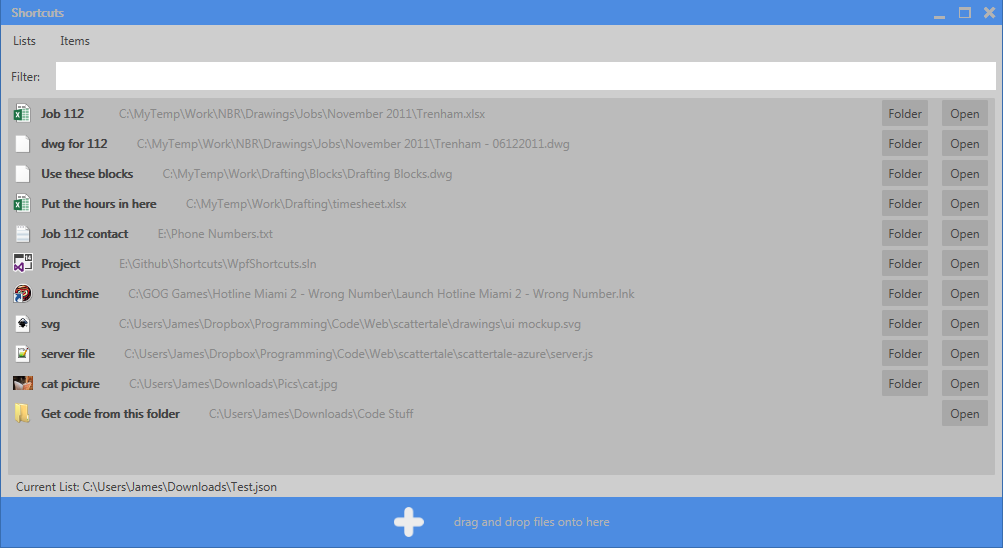 Shortcuts
Lists Items
Filter:
Job 112 C:\MyTemp\Work\NBR\Drawings\Jobs\November 2011\Trenham.xlsx Folder Open
dwg for 112 C:\MyTemp\Work\NBR\Drawings\Jobs\November 2011\Trenham - 06122011.dwg Folder Open
Use these blocks C:\MyTemp\Work\Drafting\Blocks\Drafting Blocks.dwg Folder Open
Put the hours in here C:\MyTemp\Work\Drafting\timesheet.xlsx Folder Open
Job 112 contact E:\Phone Numbers.txt Folder Open
Project E:\Github\Shortcuts\WpfShortcuts.sln Folder Open
Lunchtime C:\GOG Games\Hotline Miami 2 - Wrong Number\Launch Hotline Miami 2 - Wrong Number.lnk Folder Open
svg C:\Users\James\Dropbox\Programming\Code\Web\scattertale\drawings\ui mockup.svg Folder Open
server file C:\Users\James\Dropbox\Programming\Code\Web\scattertale\scattertale-azure\server.js Folder Open
cat picture C:\Users\James\Downloads\Pics\cat.jpg Folder Open
Get code from this folder C:\Users\James\Downloads\Code Stuff Open
Current List: C:\Users\James\Downloads\Test.json
drag and drop files onto here